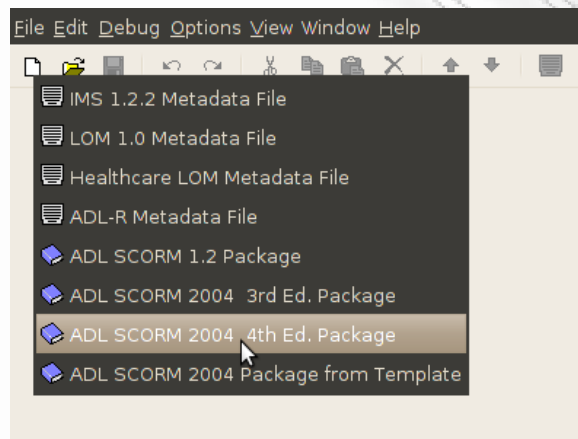 File Edit Debug Options View Window Help
IMS 1.2.2 Metadata File
LOM 1.0 Metadata File
Healthcare LOM Metadata File
ADL-R Metadata File
ADL SCORM 1.2 Package
ADL SCORM 2004  3rd Ed. Package
ADL SCORM 2004  4th Ed. Package
ADL SCORM 2004 Package from Template